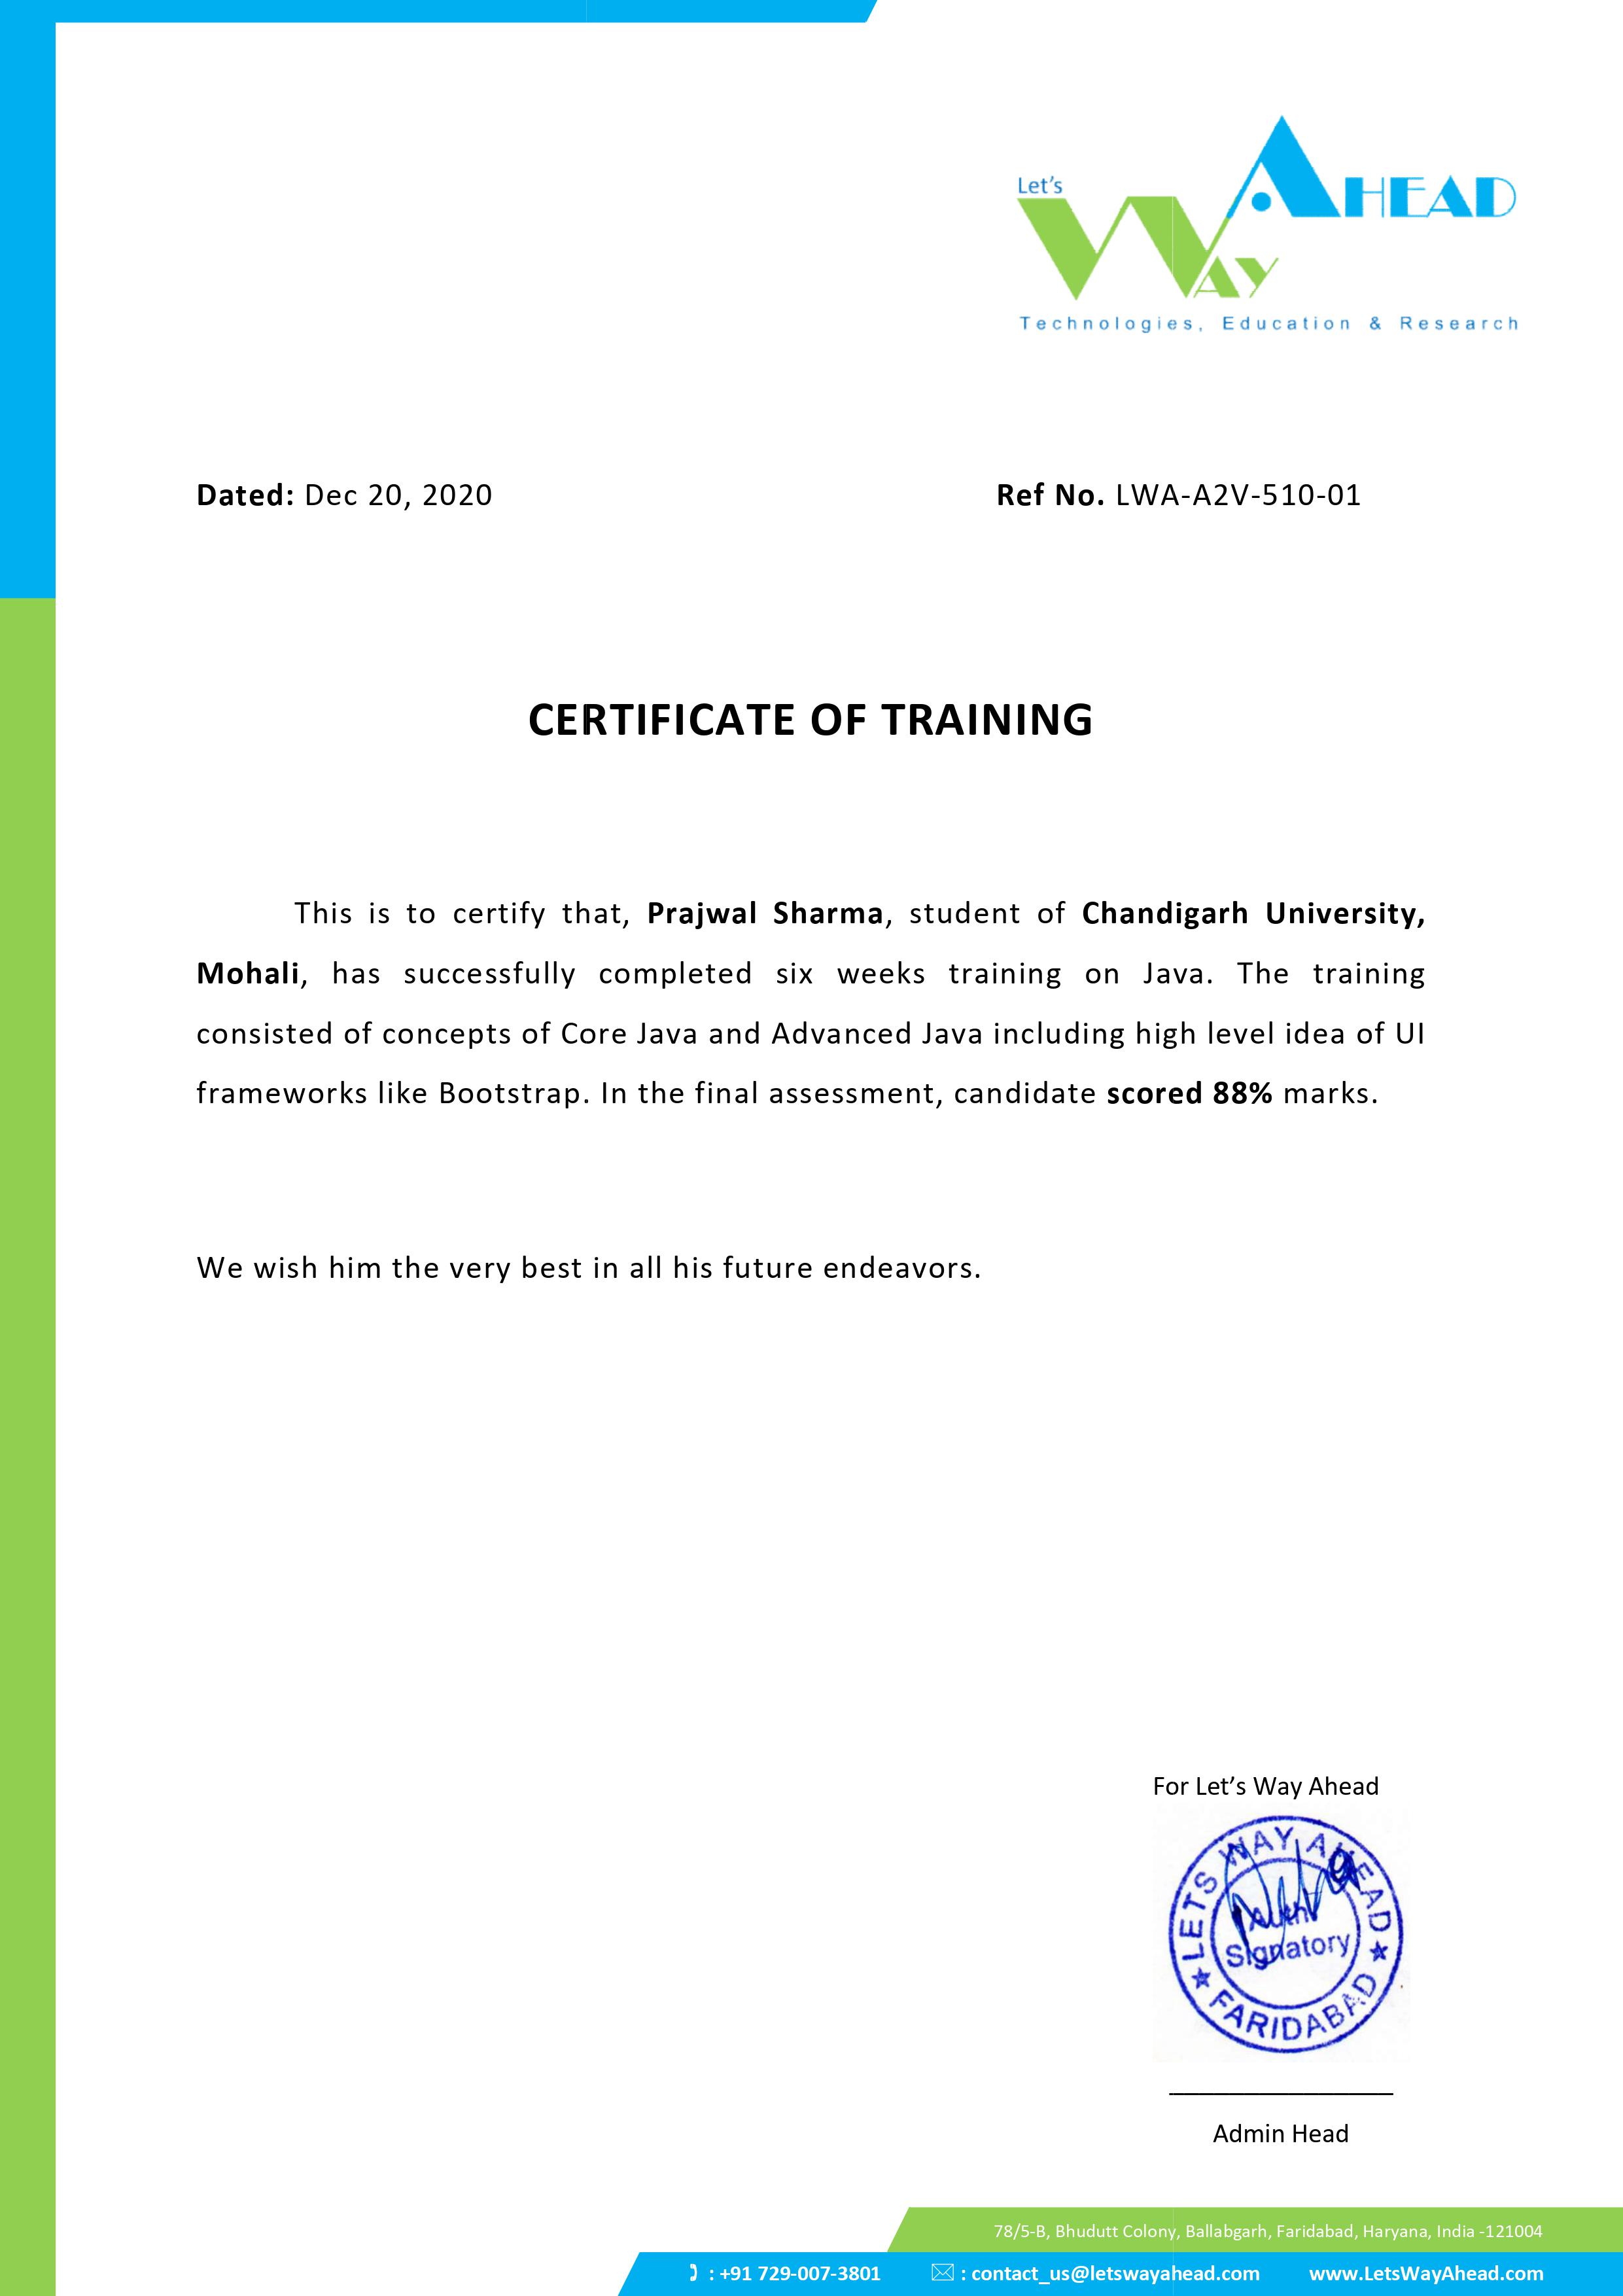 Let's
WAY AHEAD
Technologies, Education & Research
Dated: Dec 20, 2020 Ref No. LWA-A2V-510-01
CERTIFICATE OF TRAINING
This is to certify that, Prajwal Sharma, student of Chandigarh University,
Mohali, has successfully completed six weeks training on Java. The training
consisted of concepts of Core Java and Advanced Java including high level idea of UI
frameworks like Bootstrap. In the final assessment, candidate scored 88% marks.
We wish him the very best in all his future endeavors.
For Let’s Way Ahead
LETS WAY AHEAD
Auth.
Signatory
★ FARIDABAD ★
Admin Head
78/5-B, Bhudutt Colony, Ballabgarh, Faridabad, Haryana, India -121004
: +91 729-007-3801 : contact_us@letswayahead.com www.LetsWayAhead.com